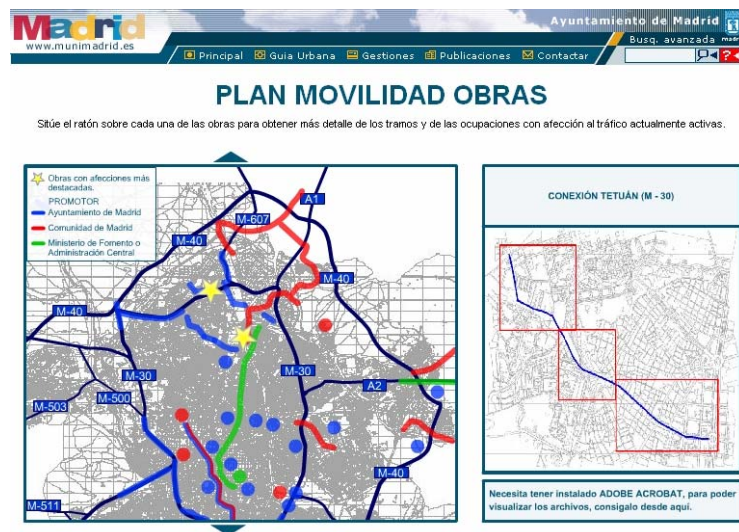 Madrid
www.munimadrid.es
Ayuntamiento de Madrid
Busq. avanzada
Principal
Guia Urbana
Gestiones
Publicaciones
Contactar
PLAN MOVILIDAD OBRAS
Sitúe el ratón sobre cada una de las obras para obtener más detalle de los tramos y de las ocupaciones con afección al tráfico actualmente activas.
Obras con afecciones más
destacadas.
PROMOTOR
Ayuntamiento de Madrid
Comunidad de Madrid
Ministerio de Fomento o
Administración Central
A1
M-607
M-40
M-40
M-40
M-30
M-30
A2
M-500
M-503
M-40
M-511
CONEXIÓN TETUÁN (M - 30)
Necesita tener instalado ADOBE ACROBAT, para poder
visualizar los archivos, consigalo desde aquí.